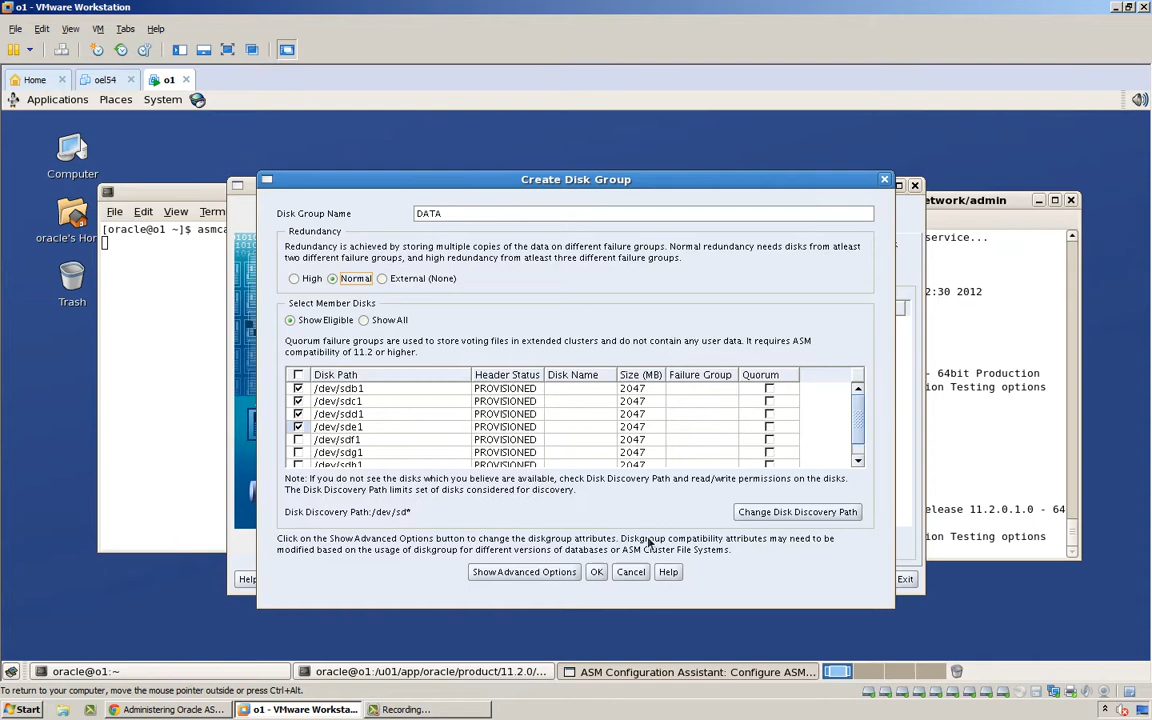 o1 - VMware Workstation
File Edit View VM Tabs Help
Home oel54 o1
Applications Places System
Computer
oracle's Hor
Trash
File Edit View Term
[oracle@o1 ~]$ asmca
Create Disk Group
Disk Group Name DATA
Redundancy
Redundancy is achieved by storing multiple copies of the data on different failure groups. Normal redundancy needs disks from atleast
two different failure groups, and high redundancy from atleast three different failure groups.
High Normal External (None)
Select Member Disks
Show Eligible Show All
Quorum failure groups are used to store voting files in extended clusters and do not contain any user data. It requires ASM
compatibility of 11.2 or higher.
Disk Path Header Status Disk Name Size (MB) Failure Group Quorum
/dev/sdb1 PROVISIONED 2047
/dev/sdc1 PROVISIONED 2047
/dev/sdd1 PROVISIONED 2047
/dev/sde1 PROVISIONED 2047
/dev/sdf1 PROVISIONED 2047
/dev/sdg1 PROVISIONED 2047
/dev/sdh1 PROVISIONED 2047
Note: If you do not see the disks which you believe are available, check Disk Discovery Path and read/write permissions on the disks.
The Disk Discovery Path limits set of disks considered for discovery.
Disk Discovery Path:/dev/sd*
Change Disk Discovery Path
Click on the Show Advanced Options button to change the diskgroup attributes. Diskgroup compatibility attributes may need to be
modified based on the usage of diskgroup for different versions of databases or ASM Cluster File Systems.
Show Advanced Options OK Cancel Help
Help
Exit
etwork/admin
service...
2:30 2012
- 64bit Production
ion Testing options
elease 11.2.0.1.0 - 64
ion Testing options
oracle@o1:~
oracle@o1:/u01/app/oracle/product/11.2.0/...
ASM Configuration Assistant: Configure ASM...
To return to your computer, move the mouse pointer outside or press Ctrl+Alt.
Start
Administering Oracle AS...
o1 - VMware Worksta...
Recording...